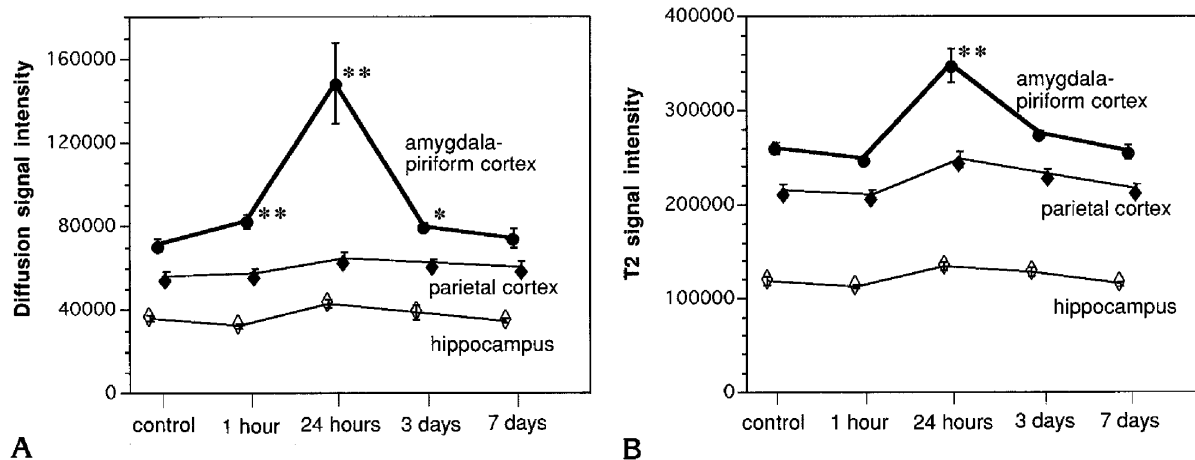 Diffusion signal intensity
160000
120000
80000
40000
0
**
**
*
amygdala-
piriform cortex
parietal cortex
hippocampus
control 1 hour 24 hours 3 days 7 days
A
T2 signal intensity
400000
300000
200000
100000
0
**
amygdala-
piriform cortex
parietal cortex
hippocampus
control 1 hour 24 hours 3 days 7 days
B